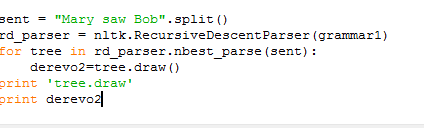 sent = "Mary saw Bob".split()
rd_parser = nltk.RecursiveDescentParser(grammar1)
for tree in rd_parser.nbest_parse(sent):
    derevo2=tree.draw()
print 'tree.draw'
print derevo2